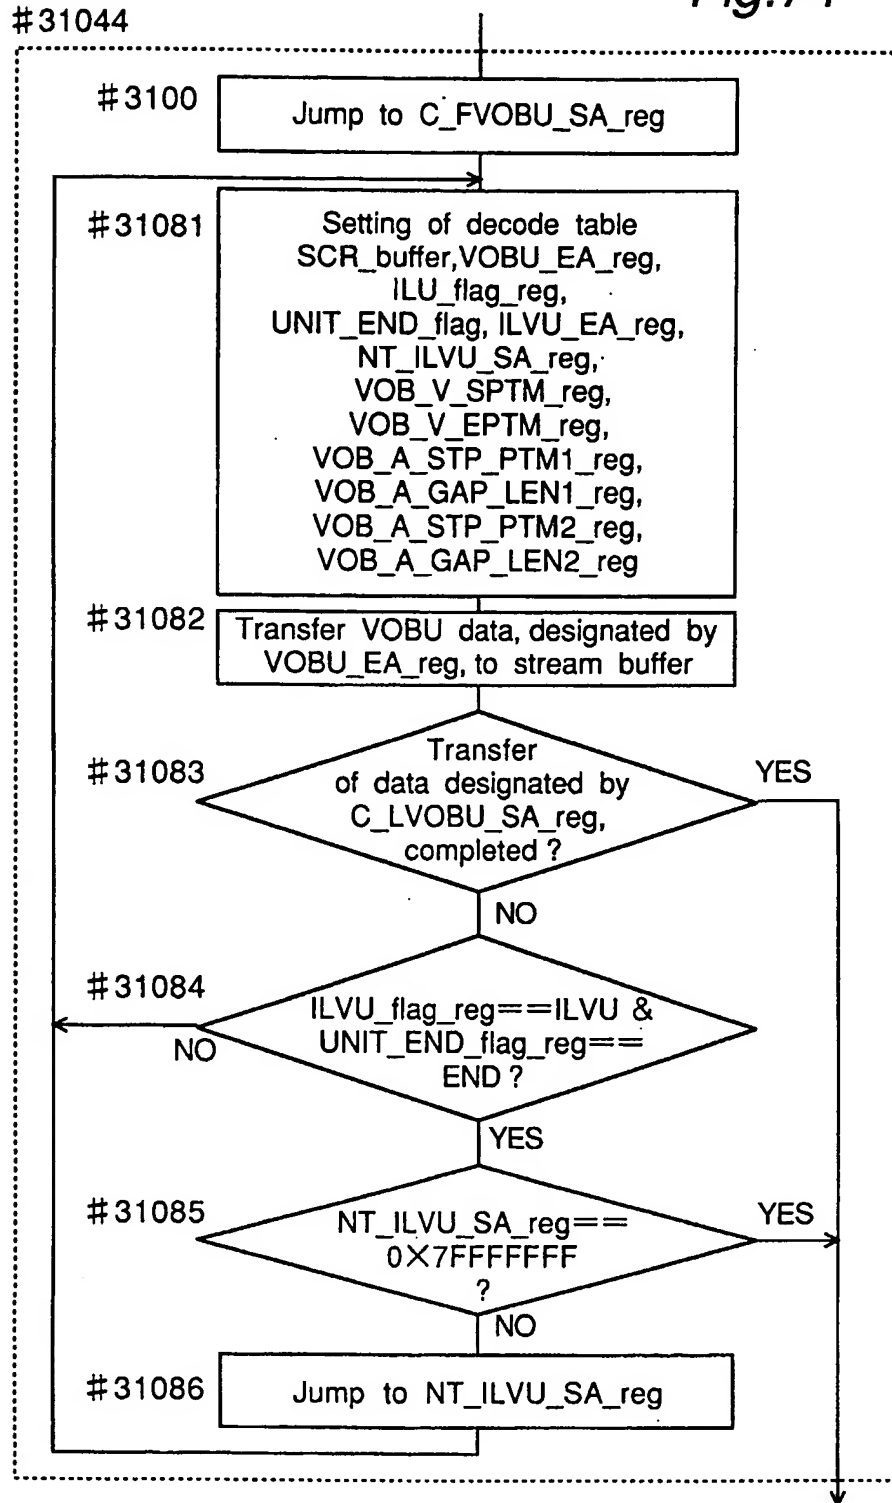 #31044
#3100
Jump to C_FVOBU_SA_reg
#31081
Setting of decode table
SCR_buffer,VOBU_EA_reg,
ILU_flag_reg,
UNIT_END_flag, ILVU_EA_reg,
NT_ILVU_SA_reg,
VOB_V_SPTM_reg,
VOB_V_EPTM_reg,
VOB_A_STP_PTM1_reg,
VOB_A_GAP_LEN1_reg,
VOB_A_STP_PTM2_reg,
VOB_A_GAP_LEN2_reg
#31082
Transfer VOBU data, designated by
VOBU_EA_reg, to stream buffer
#31083
Transfer
of data designated by
C_LVOBU_SA_reg,
completed ?
YES
NO
#31084
ILVU_flag_reg==ILVU &
UNIT_END_flag_reg==
END ?
NO
YES
#31085
NT_ILVU_SA_reg==
0X7FFFFFFF
?
YES
NO
#31086
Jump to NT_ILVU_SA_reg